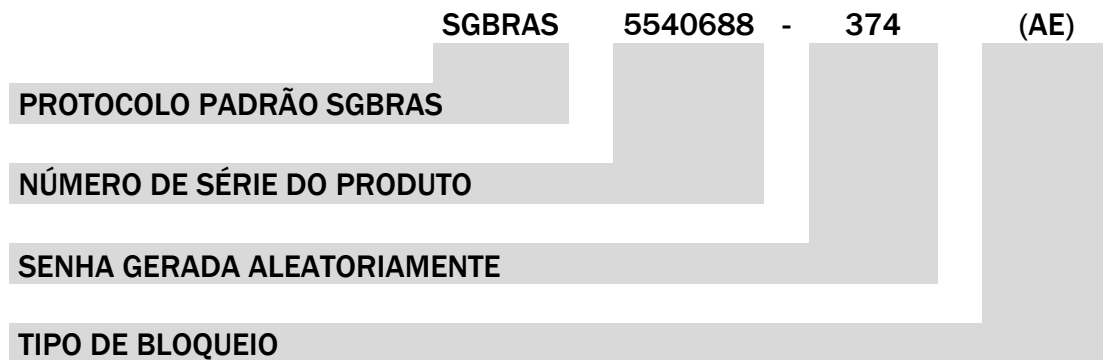 SGBRAS 5540688 - 374 (AE)
PROTOCOLO PADRÃO SGBRAS
NÚMERO DE SÉRIE DO PRODUTO
SENHA GERADA ALEATORIAMENTE
TIPO DE BLOQUEIO